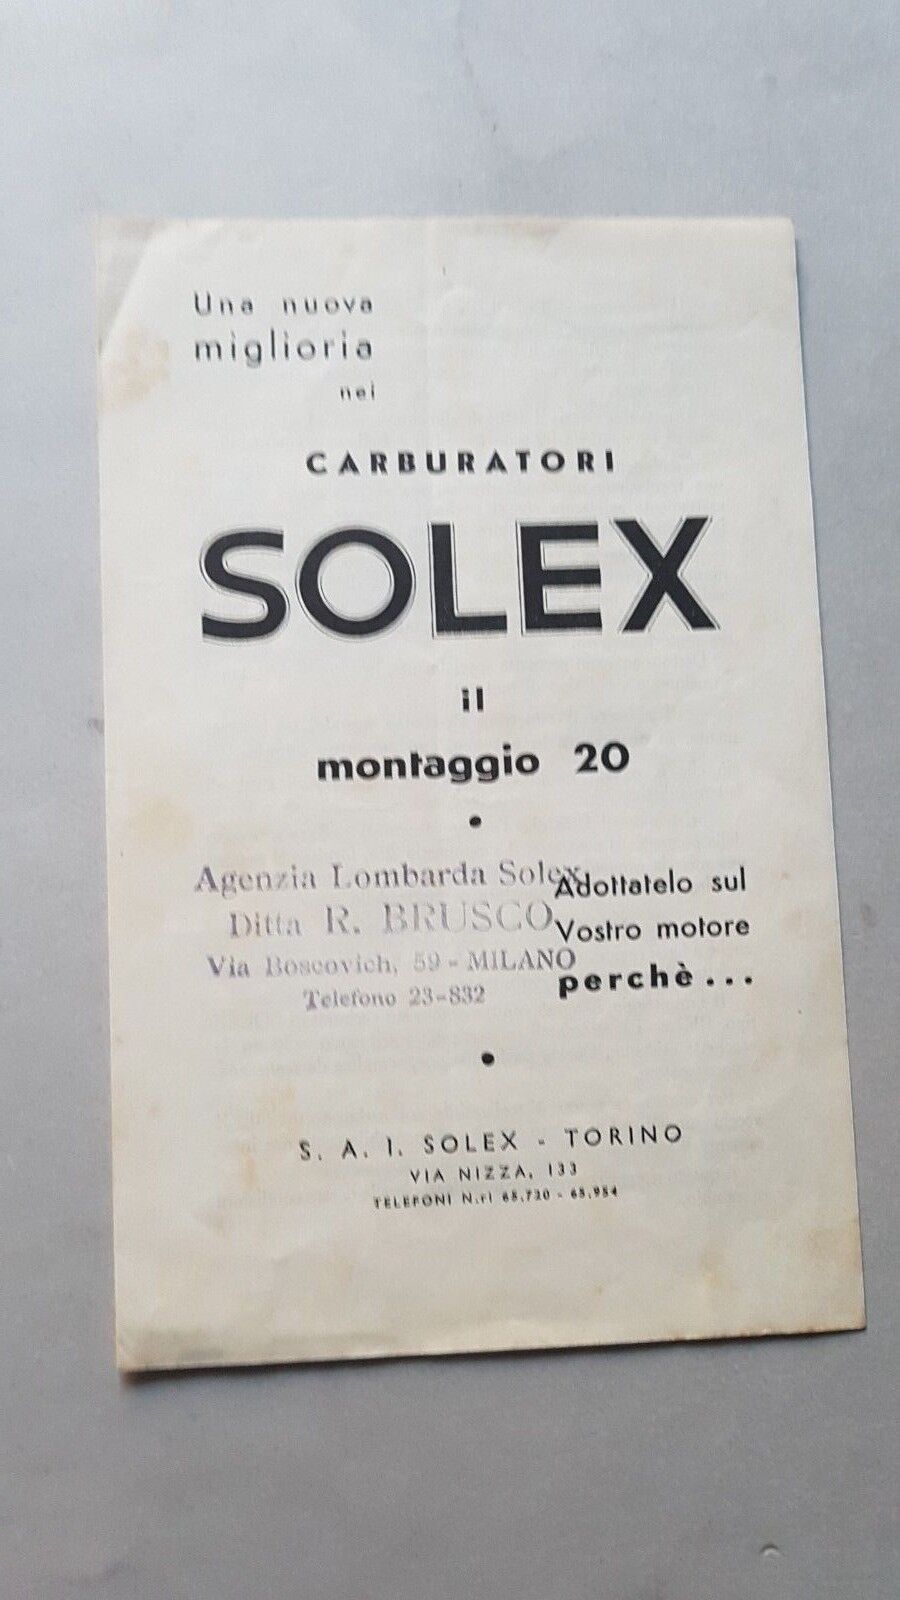 Una nuova
miglioria
nei
CARBURATORI
SOLEX
il
montaggio 20
Agenzia Lombarda Solex
Ditta R. BRUSCO
Via Boscovich, 59 - MILANO
Telefono 23-832
Adottatelo sul
Vostro motore
perchè...
S. A. I. SOLEX - TORINO
VIA NIZZA, 133
TELEFONI N.ri 65.720 - 65.954